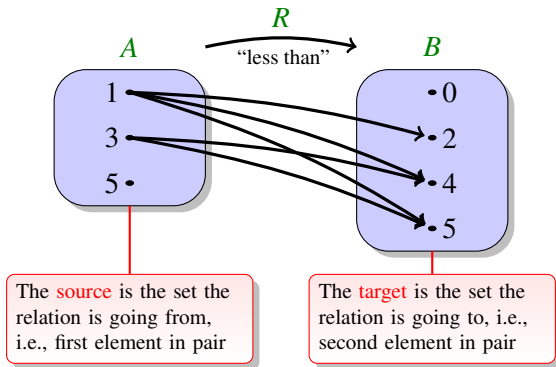 R
A
"less than"
B
1
3
5
0
2
4
5
The source is the set the
relation is going from,
i.e., first element in pair
The target is the set the
relation is going to, i.e.,
second element in pair